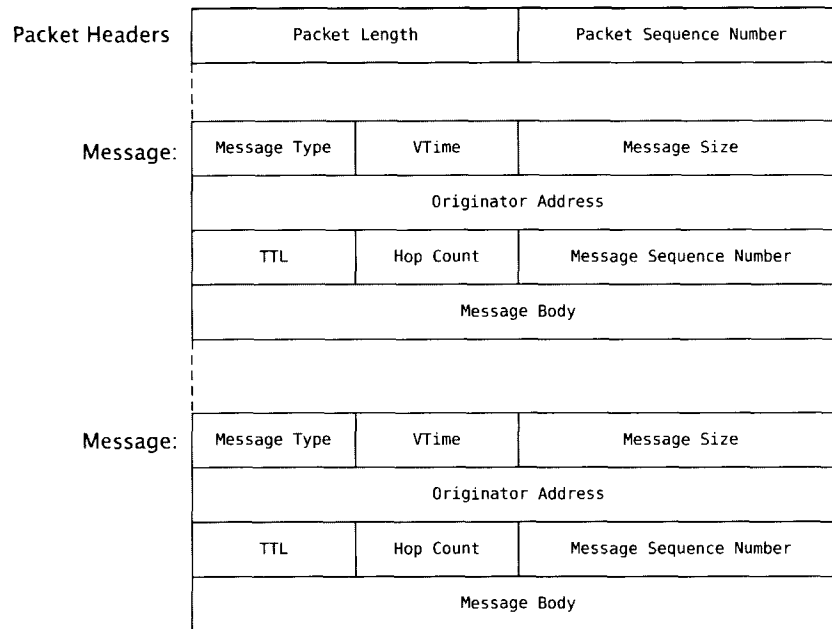 Packet Headers Packet Length Packet Sequence Number
Message: Message Type VTime Message Size
Originator Address
TTL Hop Count Message Sequence Number
Message Body
Message: Message Type VTime Message Size
Originator Address
TTL Hop Count Message Sequence Number
Message Body